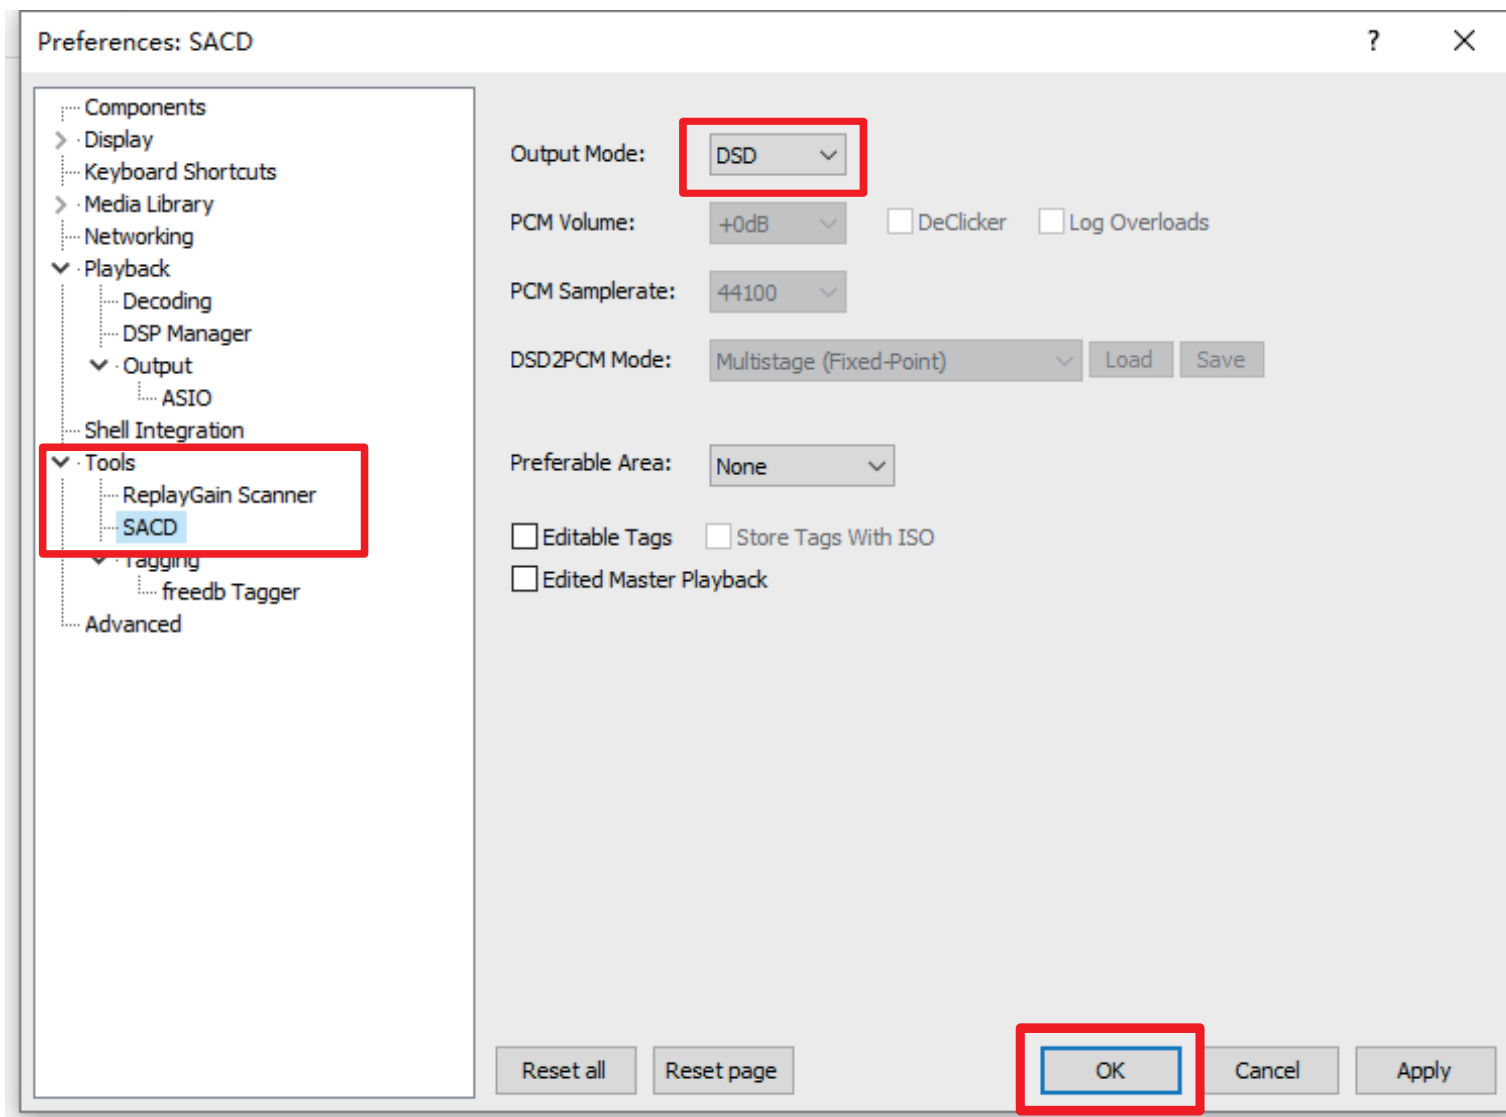 Preferences: SACD
?
Components
Display
Keyboard Shortcuts
Media Library
Networking
Playback
Decoding
DSP Manager
Output
ASIO
Shell Integration
Tools
ReplayGain Scanner
SACD
Tagging
freedb Tagger
Advanced
Output Mode: DSD
PCM Volume: +0dB DeClicker Log Overloads
PCM Samplerate: 44100
DSD2PCM Mode: Multistage (Fixed-Point) Load Save
Preferable Area: None
Editable Tags Store Tags With ISO
Edited Master Playback
Reset all Reset page OK Cancel Apply